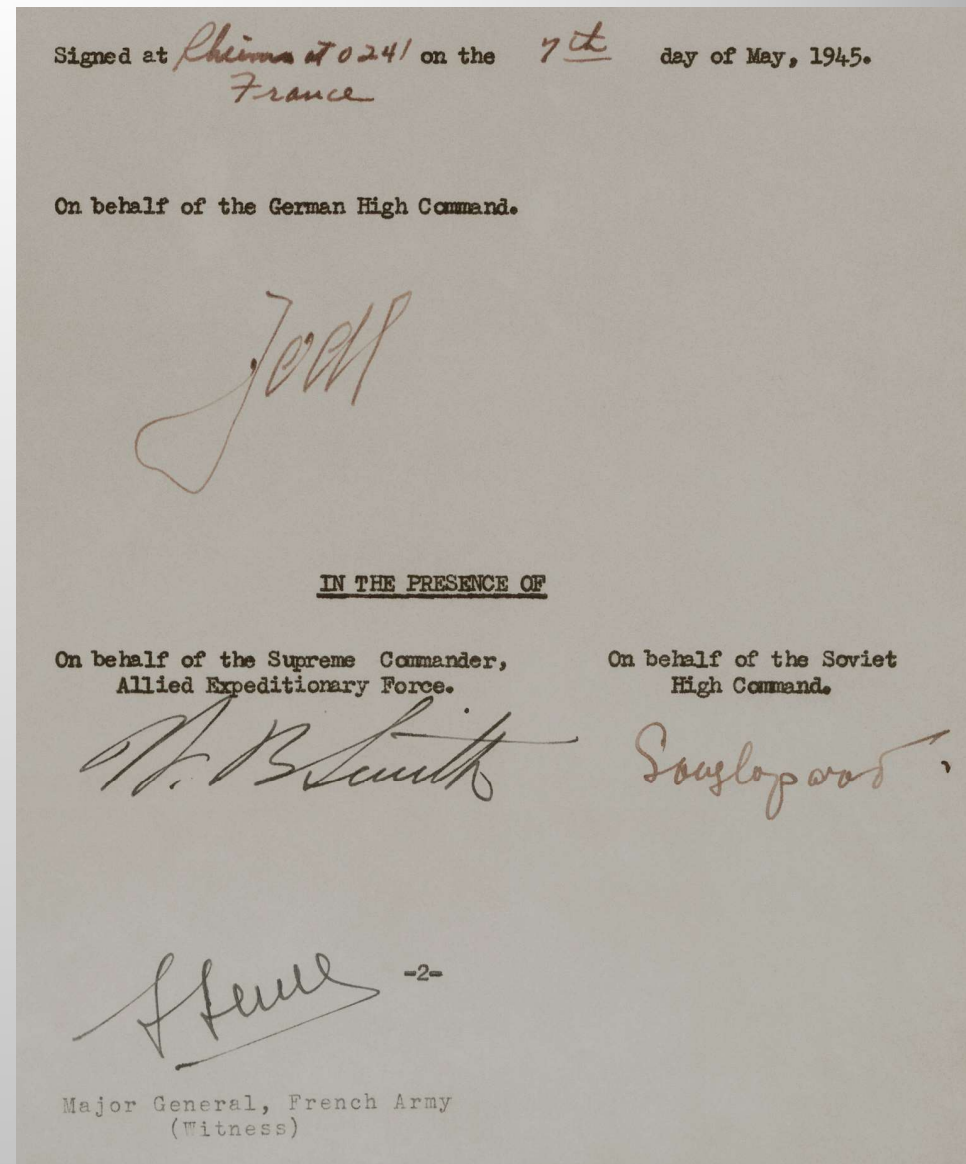 Signed at Rheims at 0241 on the 7th day of May, 1945.
France
On behalf of the German High Command.
Jodl
IN THE PRESENCE OF
On behalf of the Supreme Commander,
Allied Expeditionary Force.
On behalf of the Soviet
High Command.
W. B Smith
Souslaparov
-2-
F Sevez
Major General, French Army
(Witness)